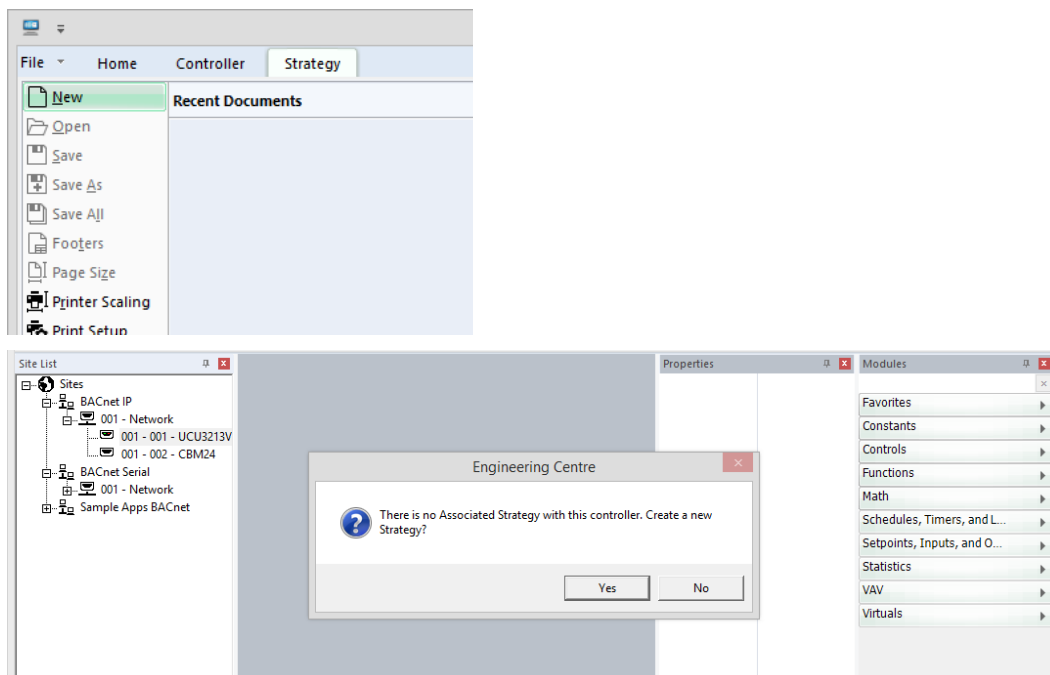 File Home Controller Strategy
New
Recent Documents
Open
Save
Save As
Save All
Footers
Page Size
Printer Scaling
Print Setup
Site List
Properties
Modules
Sites
BACnet IP
001 - Network
001 - 001 - UCU3213V
001 - 002 - CBM24
BACnet Serial
001 - Network
Sample Apps BACnet
Engineering Centre
There is no Associated Strategy with this controller. Create a new
Strategy?
Yes No
Favorites
Constants
Controls
Functions
Math
Schedules, Timers, and L...
Setpoints, Inputs, and O...
Statistics
VAV
Virtuals